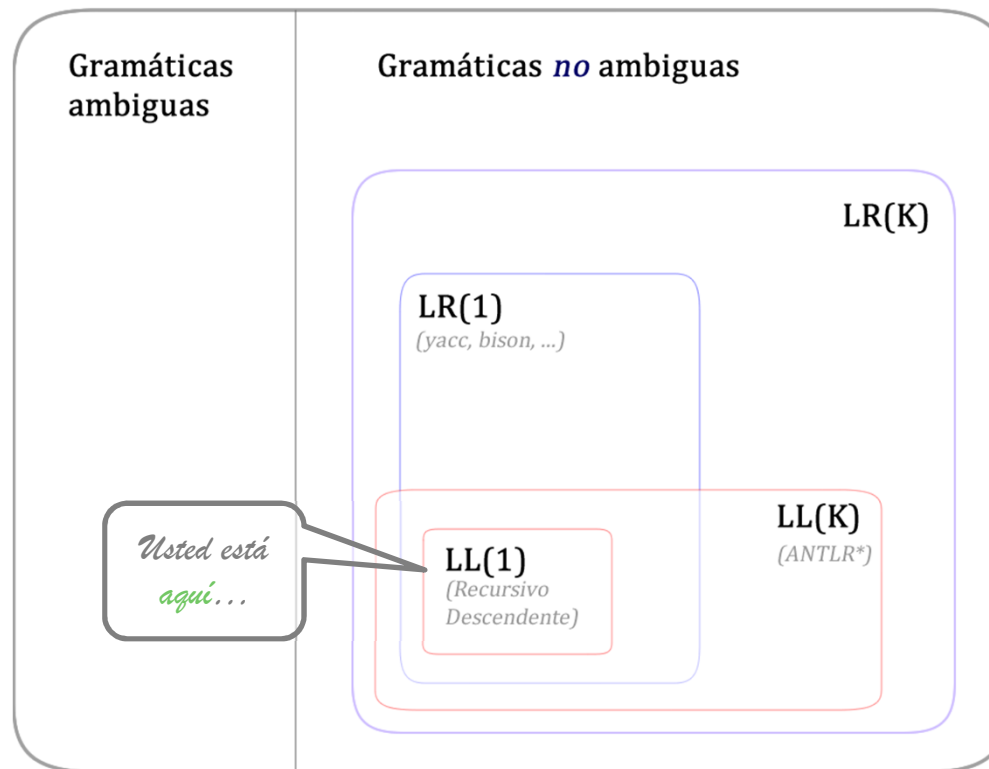 Gramáticas
ambiguas
Gramáticas no ambiguas
LR(K)
LR(1)
(yacc, bison, ...)
LL(K)
(ANTLR*)
LL(1)
(Recursivo
Descendente)
Usted está
aquí...